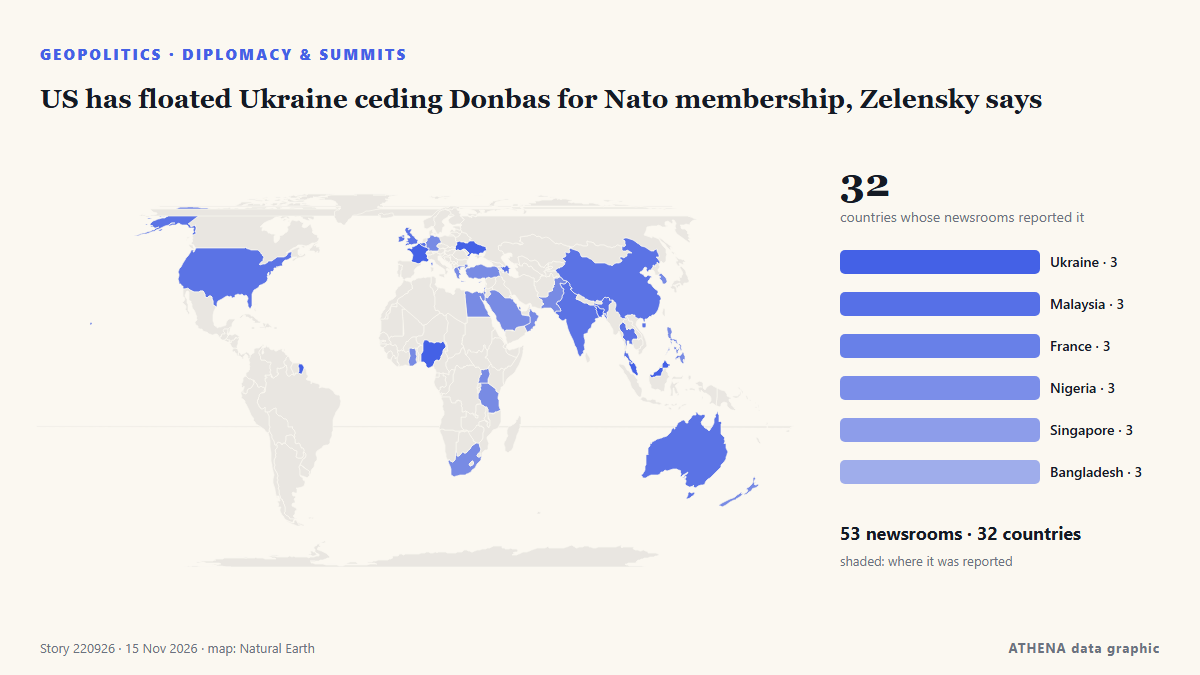 GEOPOLITICS · DIPLOMACY & SUMMITS
US has floated Ukraine ceding Donbas for Nato membership, Zelensky says
32
countries whose newsrooms reported it
Ukraine · 3
Malaysia · 3
France · 3
Nigeria · 3
Singapore · 3
Bangladesh · 3
53 newsrooms · 32 countries
shaded: where it was reported
Story 220926 · 15 Nov 2026 · map: Natural Earth
ATHENA data graphic